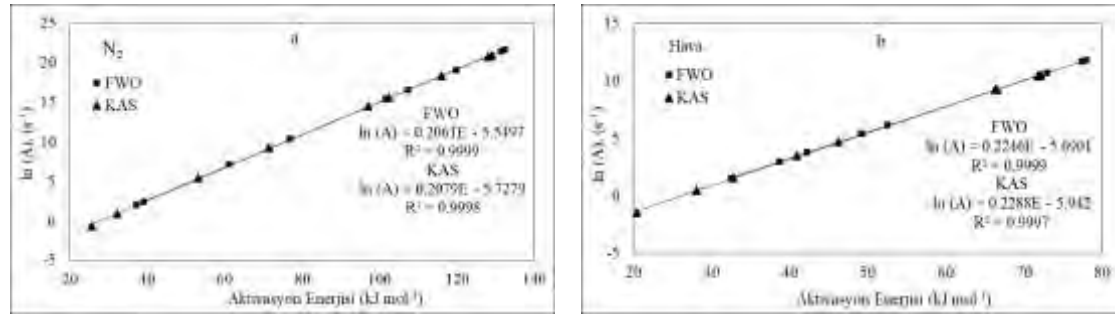 25
20
15
10
5
0
-5
ln (A), (s⁻¹)
N₂
a
FWO
KAS
FWO
ln (A) = 0.2061E - 5.5497
R² = 0.9999
KAS
ln (A) = 0.2079E - 5.7279
R² = 0.9998
20 40 60 80 100 120 140
Aktivasyon Enerjisi (kJ mol⁻¹)
15
10
5
0
-5
ln (A), (s⁻¹)
Hava
b
FWO
KAS
FWO
ln (A) = 0.2246E -
R² = 0.9999
KAS
ln (A) = 0.2288E - 5.942
R² = 0.9997
20 30 40 50 60 70 80
Aktivasyon Enerjisi (kJ mol⁻¹)